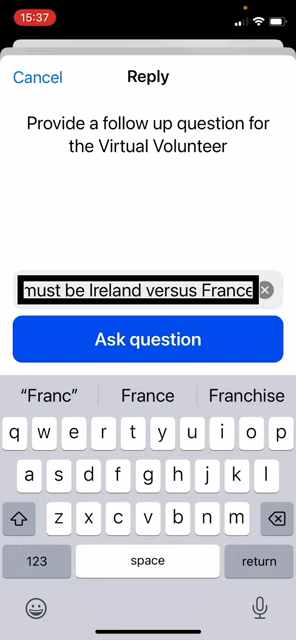 15:37
Cancel
Reply
Provide a follow up question for
the Virtual Volunteer
must be Ireland versus France
Ask question
“Franc” France Franchise
q w e r t y u i o p
a s d f g h j k l
z x c v b n m
123 space return